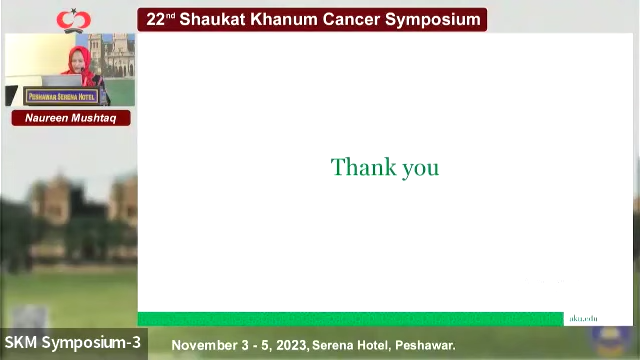 22nd Shaukat Khanum Cancer Symposium
PESHAWAR SERENA HOTEL
Naureen Mushtaq
Thank you
aku.edu
SKM Symposium-3
November 3 - 5, 2023, Serena Hotel, Peshawar.